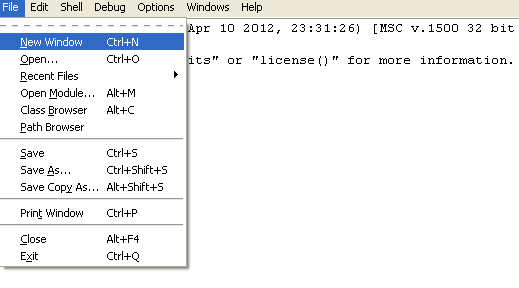 File Edit Shell Debug Options Windows Help
Apr 10 2012, 23:31:26) [MSC v.1500 32 bit
New Window Ctrl+N
Open... Ctrl+O
its" or "license()" for more information.
Recent Files
Open Module... Alt+M
Class Browser Alt+C
Path Browser
Save Ctrl+S
Save As... Ctrl+Shift+S
Save Copy As... Alt+Shift+S
Print Window Ctrl+P
Close Alt+F4
Exit Ctrl+Q